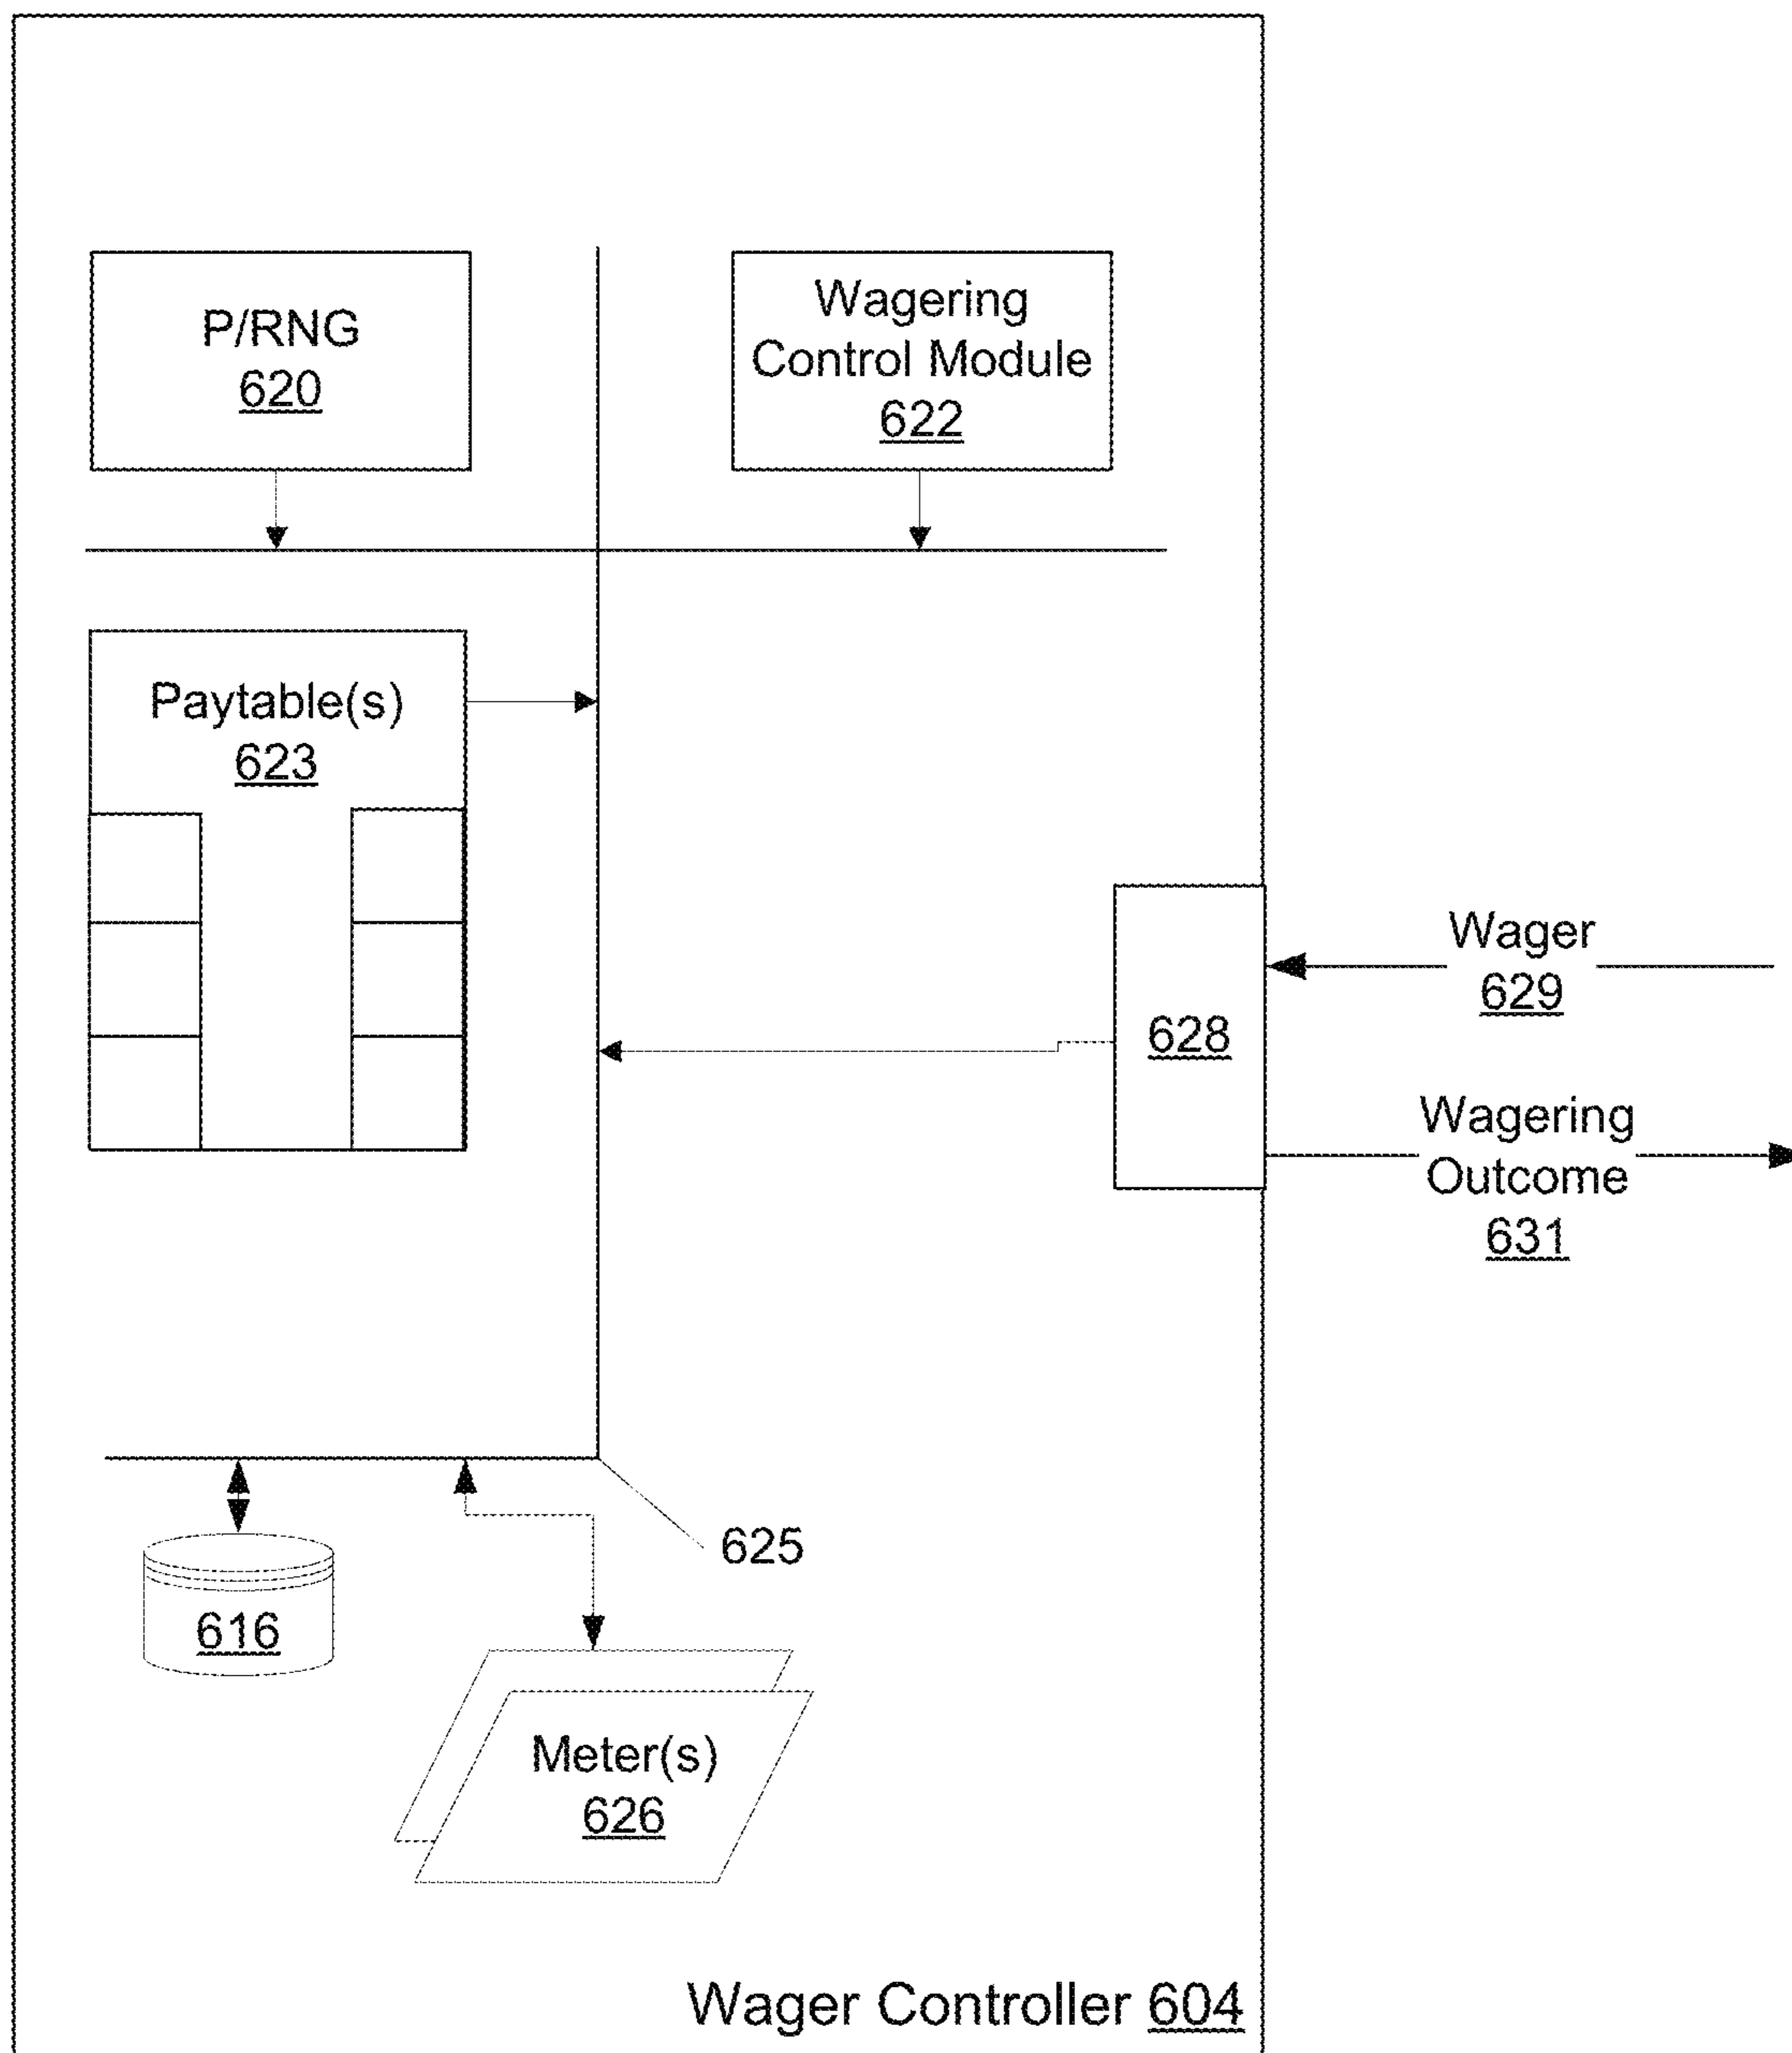 P/RNG
620
Wagering
Control Module
622
Paytable(s)
623
Wager
629
628
Wagering
Outcome
631
625
616
Meter(s)
626
Wager Controller 604